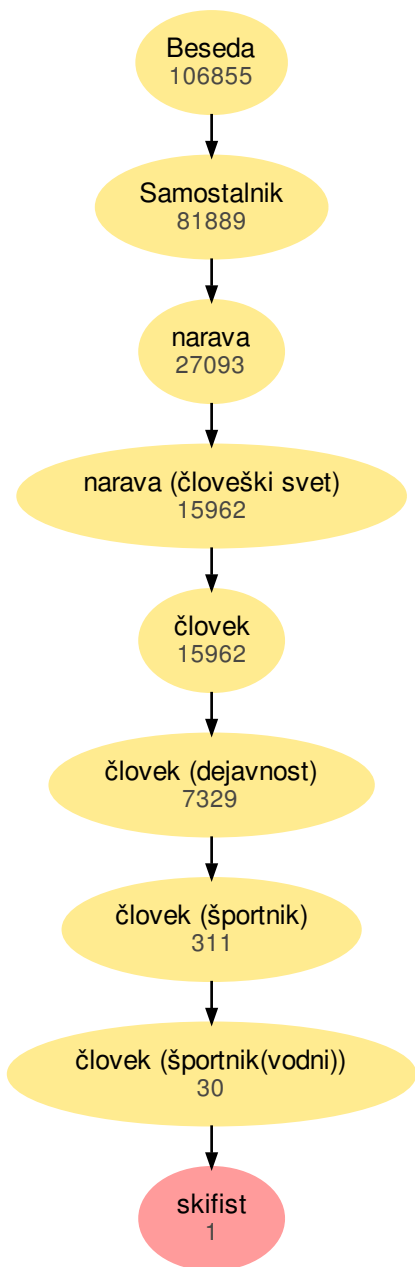 Beseda
106855
Samostalnik
81889
narava
27093
narava (človeški svet)
15962
človek
15962
človek (dejavnost)
7329
človek (športnik)
311
človek (športnik(vodni))
30
skifist
1